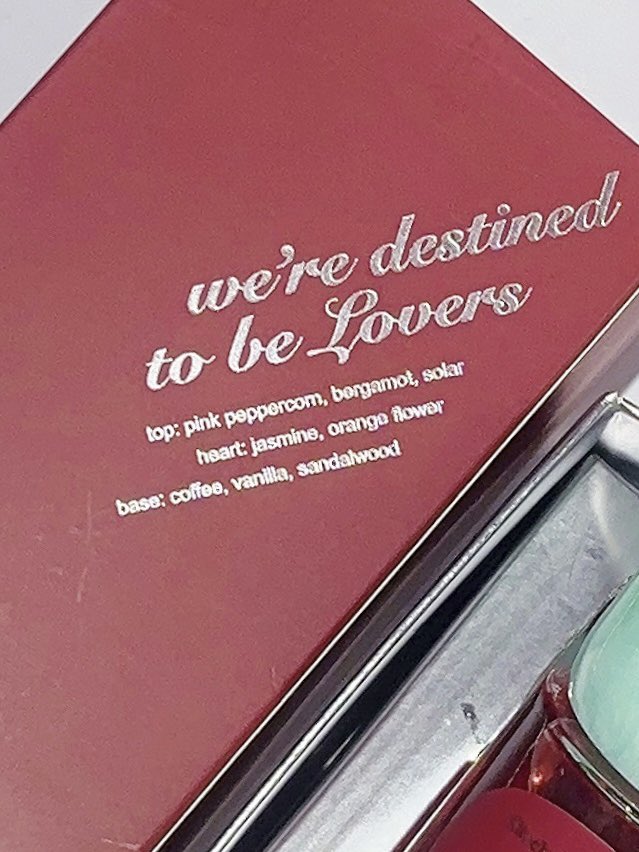 we're destined
to be Lovers
top: pink peppercorn, bergamot, solar
heart: jasmine, orange flower
base: coffee, vanilla, sandalwood